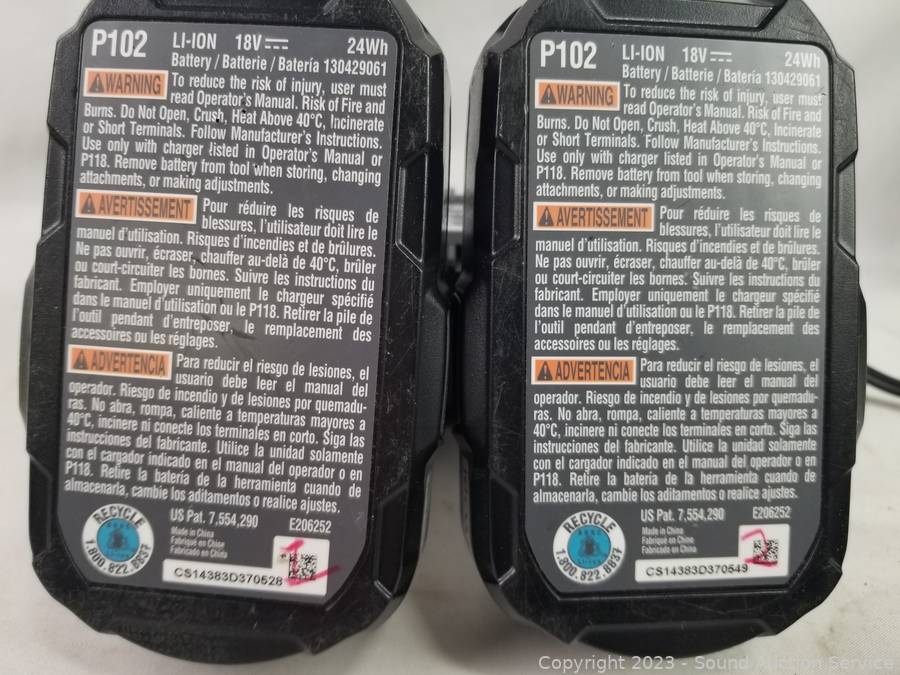 P102 LI-ION 18V 24Wh
Battery / Batterie / Batería 130429061
WARNING To reduce the risk of injury, user must
read Operator's Manual. Risk of Fire and
Burns. Do Not Open, Crush, Heat Above 40°C, Incinerate
or Short Terminals. Follow Manufacturer's Instructions.
Use only with charger listed in Operator's Manual or
P118. Remove battery from tool when storing, changing
attachments, or making adjustments.
AVERTISSEMENT Pour réduire les risques de
blessures, l'utilisateur doit lire le
manuel d'utilisation. Risques d'incendies et de brûlures.
Ne pas ouvrir, écraser, chauffer au-delà de 40°C, brûler
ou court-circuiter les bornes. Suivre les instructions du
fabricant. Employer uniquement le chargeur spécifié
dans le manuel d'utilisation ou le P118. Retirer la pile de
l'outil pendant d'entreposer, le remplacement des
accessoires ou les réglages.
ADVERTENCIA Para reducir el riesgo de lesiones, el
usuario debe leer el manual del
operador. Riesgo de incendio y de lesiones por quemadu-
ras. No abra, rompa, caliente a temperaturas mayores a
40°C, incinere ni conecte los terminales en corto. Siga las
instrucciones del fabricante. Utilice la unidad solamente
con el cargador indicado en el manual del operador o en
P118. Retire la batería de la herramienta cuando de
almacenarla, cambie los aditamentos o realice ajustes.
US Pat. 7,554,290 E206252
Made in China
Fabriqué en Chine
Fabricado en China
RECYCLE
1.800.822.8837
CS14383D370528
1
P102 LI-ION 18V 24Wh
Battery / Batterie / Batería 130429061
WARNING To reduce the risk of injury, user must
read Operator's Manual. Risk of Fire and
Burns. Do Not Open, Crush, Heat Above 40°C, Incinerate
or Short Terminals. Follow Manufacturer's Instructions.
Use only with charger listed in Operator's Manual or
P118. Remove battery from tool when storing, changing
attachments, or making adjustments.
AVERTISSEMENT Pour réduire les risques de
blessures, l'utilisateur doit lire le
manuel d'utilisation. Risques d'incendies et de brûlures.
Ne pas ouvrir, écraser, chauffer au-delà de 40°C, brûler
ou court-circuiter les bornes. Suivre les instructions du
fabricant. Employer uniquement le chargeur spécifié
dans le manuel d'utilisation ou le P118. Retirer la pile de
l'outil pendant d'entreposer, le remplacement des
accessoires ou les réglages.
ADVERTENCIA Para reducir el riesgo de lesiones, el
usuario debe leer el manual del
operador. Riesgo de incendio y de lesiones por quemadu-
ras. No abra, rompa, caliente a temperaturas mayores a
40°C, incinere ni conecte los terminales en corto. Siga las
instrucciones del fabricante. Utilice la unidad solamente
con el cargador indicado en el manual del operador o en
P118. Retire la batería de la herramienta cuando de
almacenarla, cambie los aditamentos o realice ajustes.
US Pat. 7,554,290 E206252
Made in China
Fabriqué en Chine
Fabricado en China
RECYCLE
1.800.822.8837
CS14383D370549
2
Copyright 2023 - Sound Auction Service